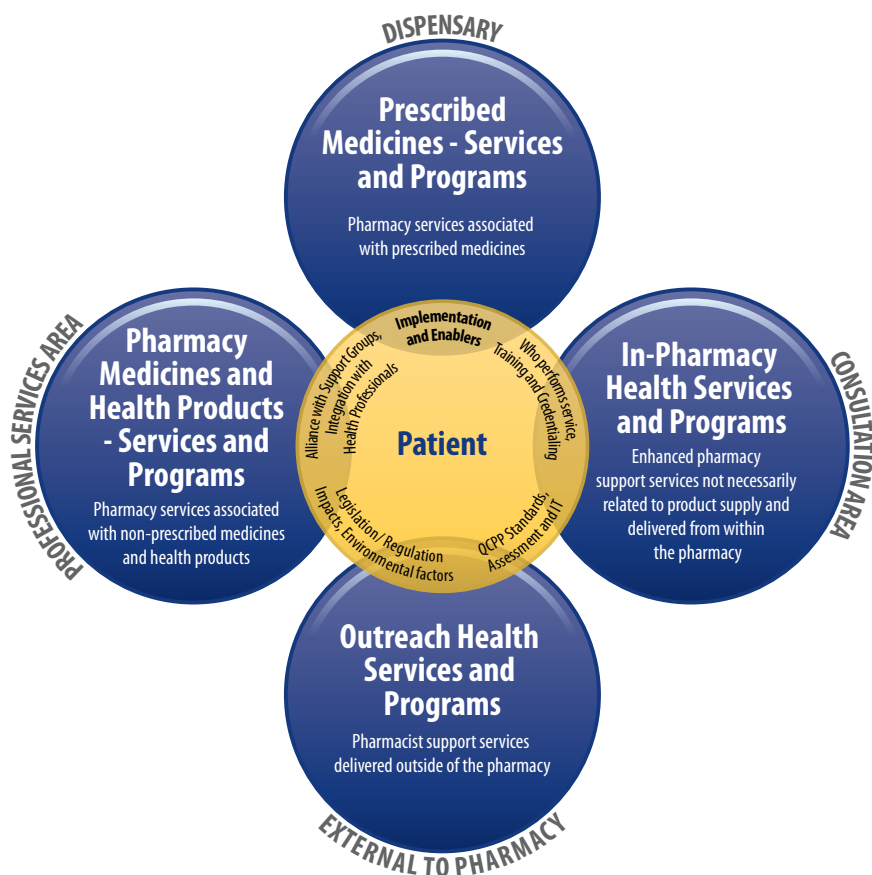 DISPENSARY
Prescribed
Medicines - Services
and Programs
Pharmacy services associated
with prescribed medicines
PROFESSIONAL SERVICES AREA
Pharmacy
Medicines and
Health Products
- Services and
Programs
Pharmacy services associated
with non-prescribed medicines
and health products
Implementation
and Enablers
Alliance with Support Groups,
Integration with
Health Professionals
Who performs service,
Training and Credentialing
Patient
Legislation / Regulation
Impacts, Environmental factors
QCPP Standards,
Assessment and IT
In-Pharmacy
Health Services
and Programs
Enhanced pharmacy
support services not necessarily
related to product supply and
delivered from within
the pharmacy
CONSULTATION AREA
Outreach Health
Services and
Programs
Pharmacist support services
delivered outside of the pharmacy
EXTERNAL TO PHARMACY